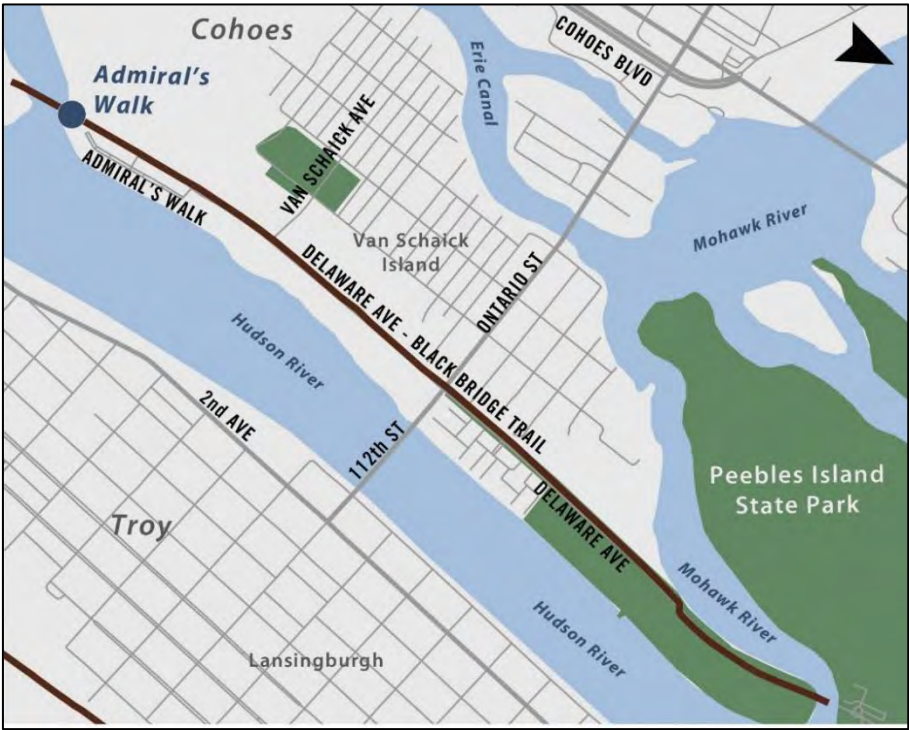 Cohoes
COHOES BLVD
Erie Canal
Admiral's
Walk
VAN SCHAICK AVE
ADMIRAL'S WALK
Mohawk River
Van Schaick
Island
ONTARIO ST
DELAWARE AVE - BLACK BRIDGE TRAIL
Hudson River
2nd AVE
112th ST
Peebles Island
State Park
DELAWARE AVE
Troy
Mohawk River
Hudson River
Lansingburgh